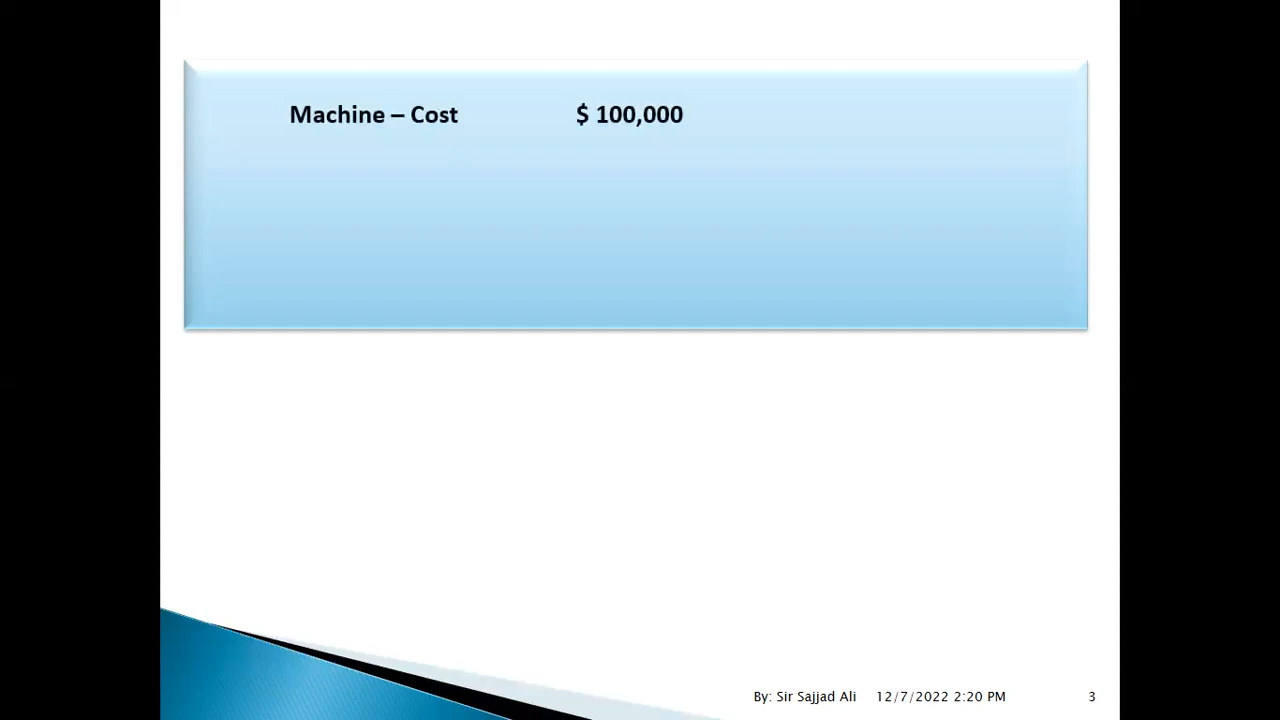 Machine – Cost $ 100,000
By: Sir Sajjad Ali 12/7/2022 2:20 PM 3